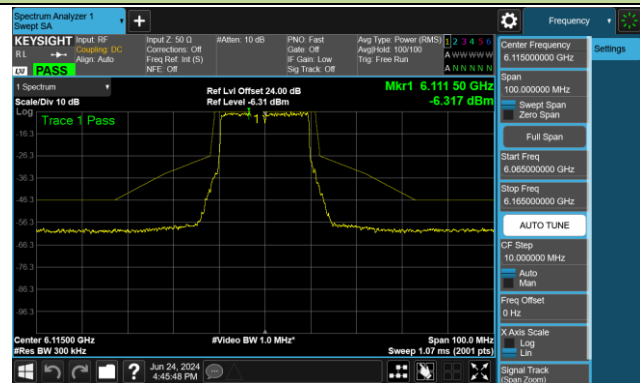 Spectrum Analyzer 1
Swept SA
Frequency
KEYSIGHT
RL
LVI
PASS
Input: RF
Coupling: DC
Align: Auto
Input Z: 50 Ω
Corrections: Off
Freq Ref: Int (S)
NFE: Off
#Atten: 10 dB
PNO: Fast
Gate: Off
IF Gain: Low
Sig Track: Off
Avg Type: Power (RMS)
Avg|Hold: 100/100
Trig: Free Run
1 2 3 4 5 6
A W W W W W
A N N N N N
1 Spectrum
Scale/Div 10 dB
Ref Lvl Offset 24.00 dB
Ref Level -6.31 dBm
Mkr1 6.111 50 GHz
-6.317 dBm
Log
Trace 1 Pass
1
-16.3
-26.3
-36.3
-46.3
-56.3
-66.3
-76.3
-86.3
-96.3
Center 6.11500 GHz
#Res BW 300 kHz
#Video BW 1.0 MHz*
Span 100.0 MHz
Sweep 1.07 ms (2001 pts)
Jun 24, 2024
4:45:48 PM
Center Frequency
6.115000000 GHz
Settings
Span
100.000000 MHz
Swept Span
Zero Span
Full Span
Start Freq
6.065000000 GHz
Stop Freq
6.165000000 GHz
AUTO TUNE
CF Step
10.000000 MHz
Auto
Man
Freq Offset
0 Hz
X Axis Scale
Log
Lin
Signal Track
(Span Zoom)